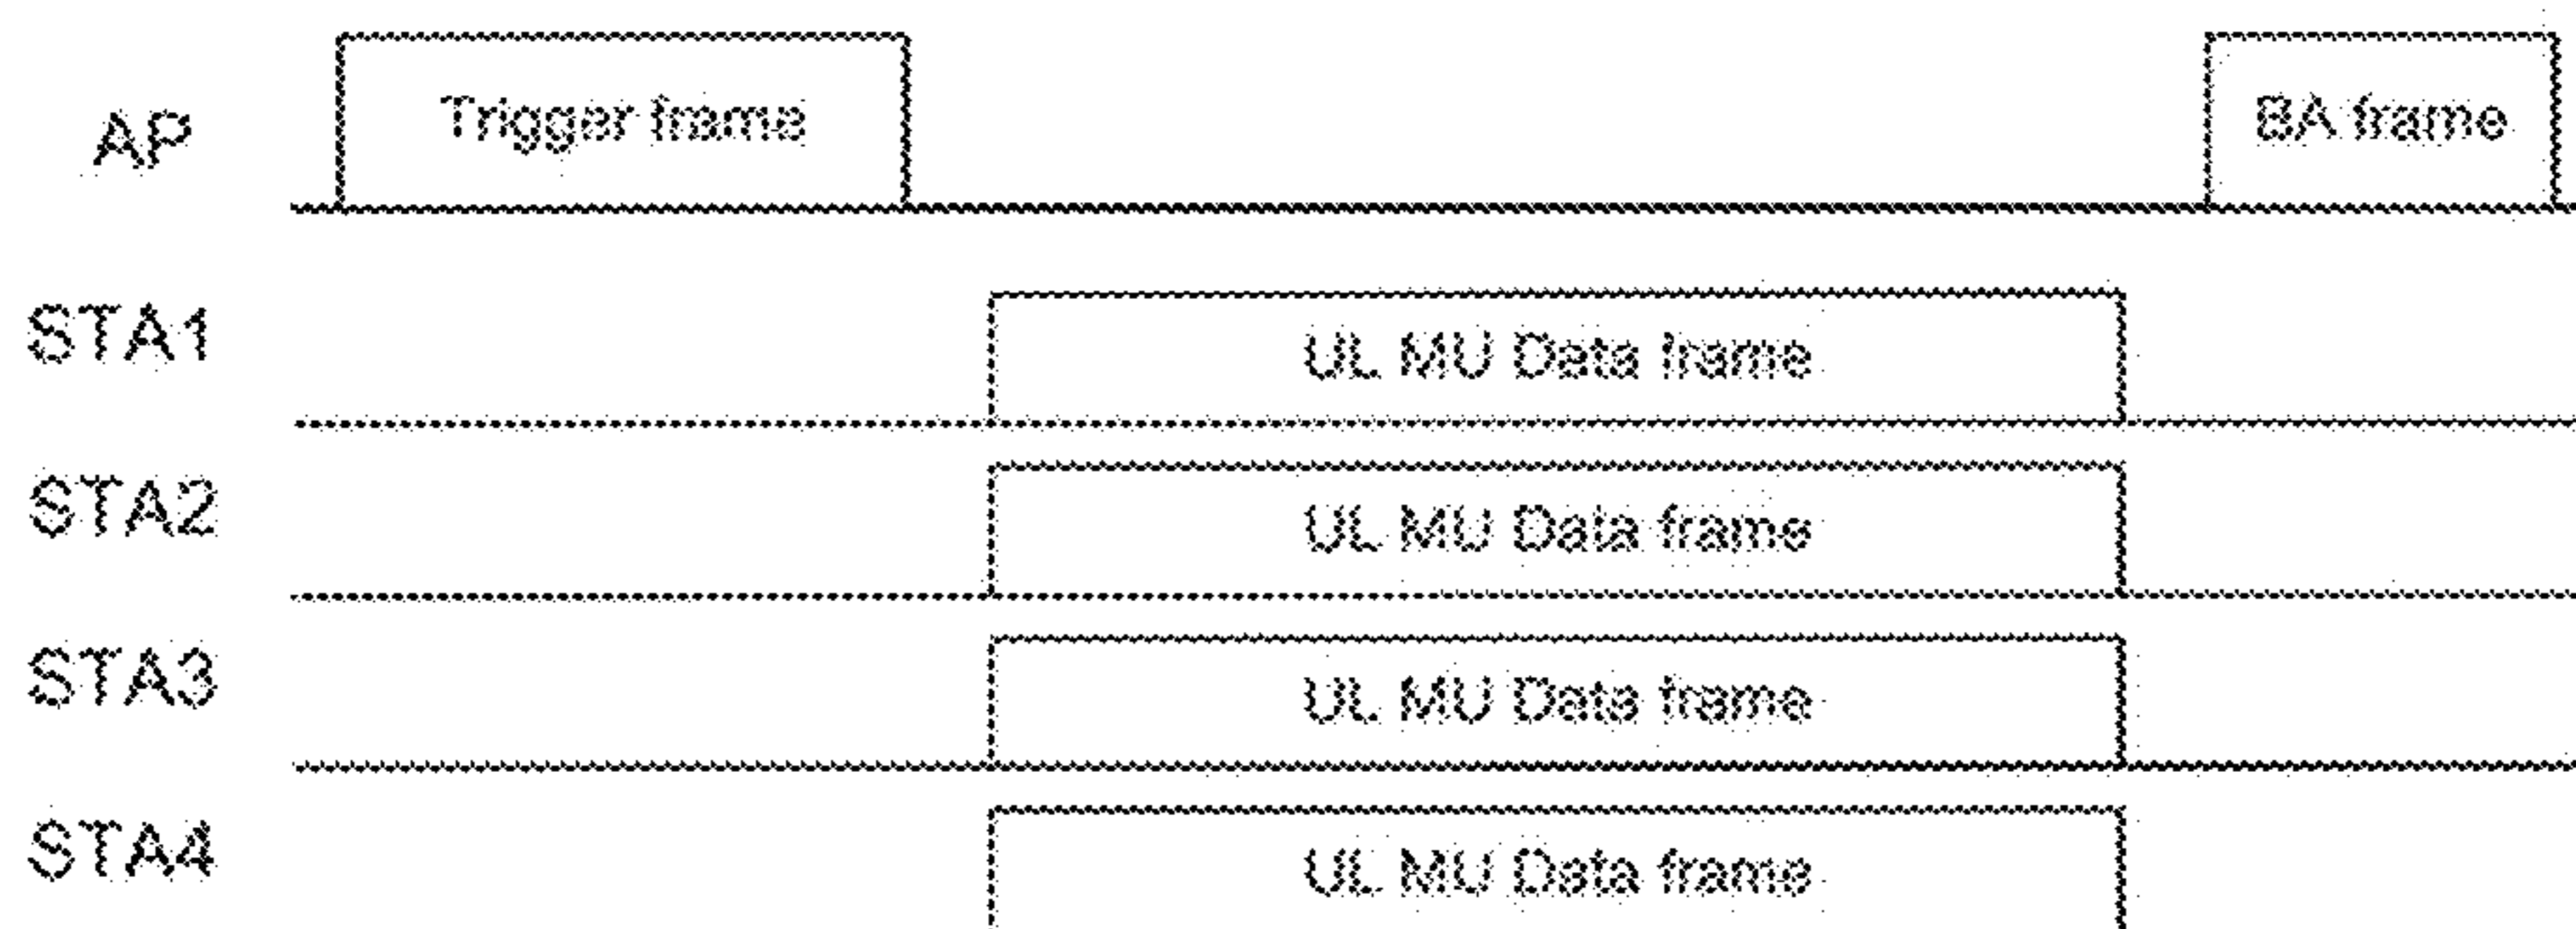 AP Trigger frame BA frame
STA1 UL MU Data frame
STA2 UL MU Data frame
STA3 UL MU Data frame
STA4 UL MU Data frame